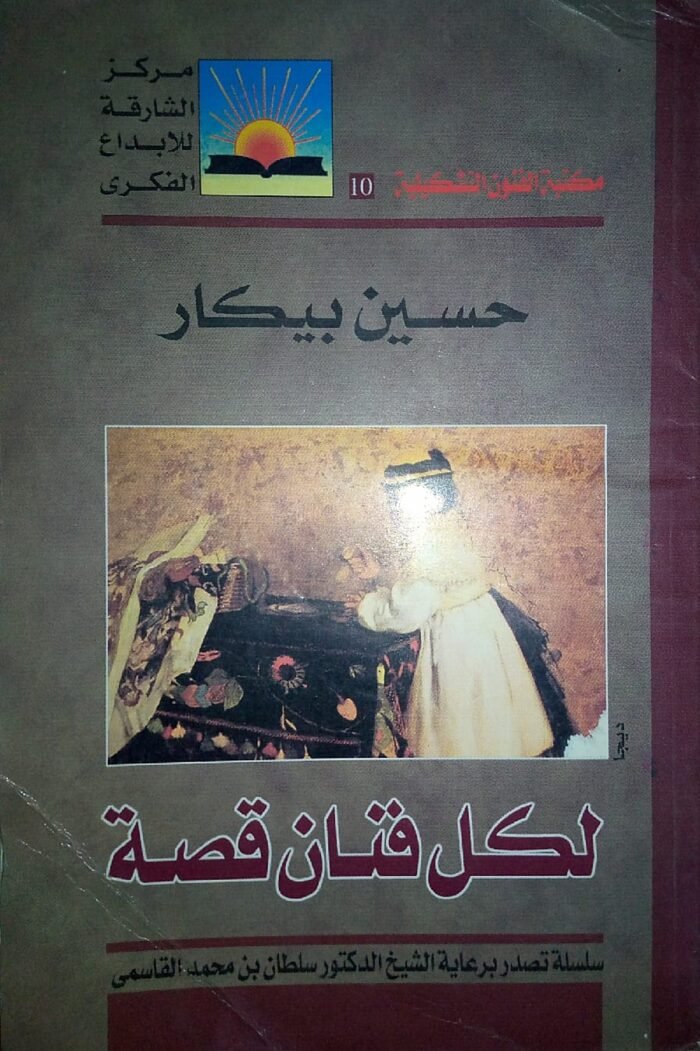 مركز
الشارقة
للإبداع
الفكرى
مكتبة الفنون التشكيلية 10
حسين بيكار
ديجا
لكل فنان قصة
سلسلة تصدر برعاية الشيخ الدكتور سلطان بن محمد القاسمى